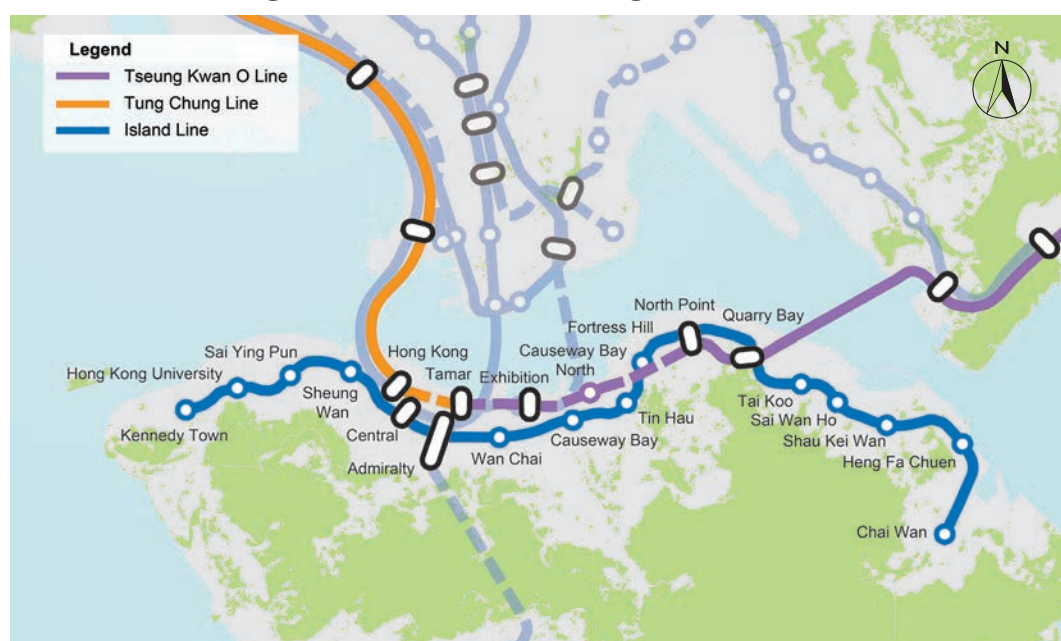 Legend
Tseung Kwan O Line
Tung Chung Line
Island Line
N
North Point
Quarry Bay
Fortress Hill
Sai Ying Pun
Hong Kong
Causeway Bay
North
Hong Kong University
Tamar
Exhibition
Sheung
Wan
Tai Koo
Kennedy Town
Central
Tin Hau
Sai Wan Ho
Causeway Bay
Shau Kei Wan
Wan Chai
Admiralty
Heng Fa Chuen
Chai Wan